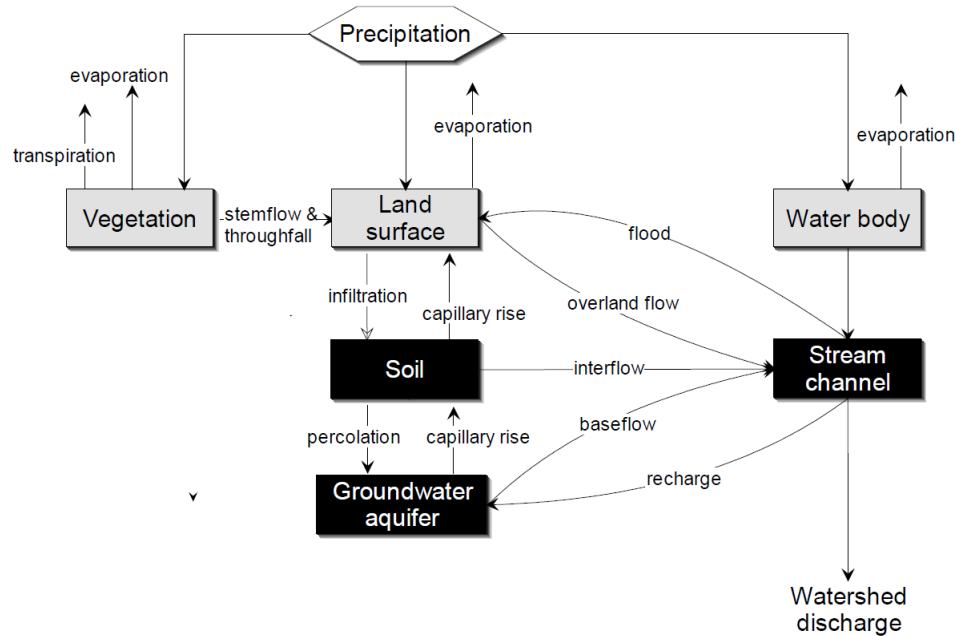 Precipitation
evaporation
transpiration
evaporation
evaporation
Vegetation
stemflow &
throughfall
Land
surface
Water body
flood
infiltration
capillary rise
overland flow
Soil
interflow
Stream
channel
percolation
capillary rise
baseflow
recharge
Groundwater
aquifer
Watershed
discharge